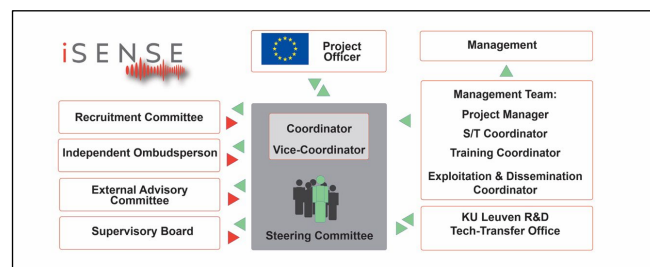 iSENSE
Project
Officer
Management
Recruitment Committee
Independent Ombudsperson
External Advisory
Committee
Supervisory Board
Coordinator
Vice-Coordinator
Steering Committee
Management Team:
Project Manager
S/T Coordinator
Training Coordinator
Exploitation & Dissemination
Coordinator
KU Leuven R&D
Tech-Transfer Office